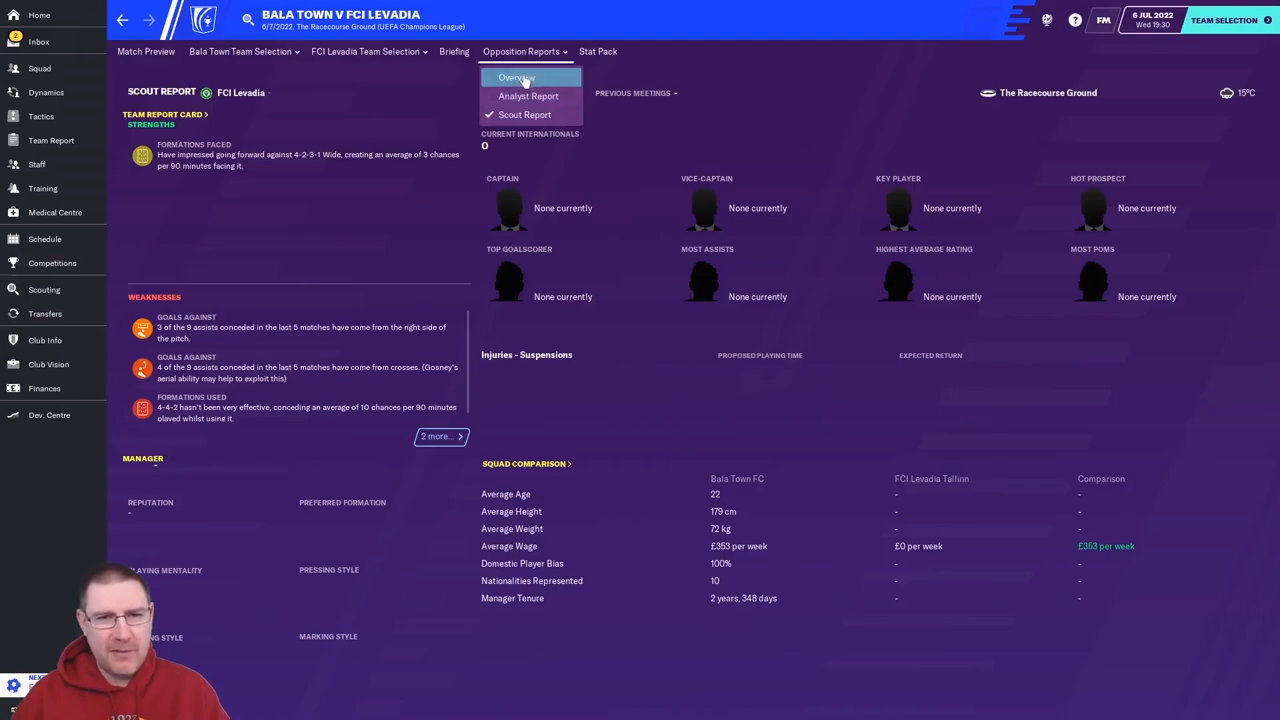 Home
BALA TOWN V FCI LEVADIA
6/7/2022, The Racecourse Ground (UEFA Champions League)
FM
6 JUL 2022
Wed 19:30
TEAM SELECTION
2
Inbox
Squad
Dynamics
Tactics
Team Report
Staff
Training
Medical Centre
Schedule
Competitions
Scouting
Transfers
Club Info
Club Vision
Finances
Dev. Centre
Match Preview
Bala Town Team Selection
FCI Levadia Team Selection
Briefing
Opposition Reports
Stat Pack
Overview
Analyst Report
Scout Report
SCOUT REPORT
FCI Levadia
PREVIOUS MEETINGS
The Racecourse Ground
15°C
TEAM REPORT CARD >
STRENGTHS
FORMATIONS FACED
Have impressed going forward against 4-2-3-1 Wide, creating an average of 3 chances
per 90 minutes facing it.
WEAKNESSES
GOALS AGAINST
3 of the 9 assists conceded in the last 5 matches have come from the right side of
the pitch.
GOALS AGAINST
4 of the 9 assists conceded in the last 5 matches have come from crosses. (Gosney's
aerial ability may help to exploit this)
FORMATIONS USED
4-4-2 hasn't been very effective, conceding an average of 10 chances per 90 minutes
played whilst using it.
2 more... >
MANAGER
-
REPUTATION
-
PREFERRED FORMATION
PLAYING MENTALITY
PRESSING STYLE
STYLE
MARKING STYLE
CURRENT INTERNATIONALS
0
CAPTAIN
None currently
VICE-CAPTAIN
None currently
KEY PLAYER
None currently
HOT PROSPECT
None currently
TOP GOALSCORER
None currently
MOST ASSISTS
None currently
HIGHEST AVERAGE RATING
None currently
MOST POMS
None currently
Injuries - Suspensions
PROPOSED PLAYING TIME
EXPECTED RETURN
SQUAD COMPARISON >
Bala Town FC
FCI Levadia Tallinn
Comparison
Average Age 22 - -
Average Height 179 cm - -
Average Weight 72 kg - -
Average Wage £353 per week £0 per week £353 per week
Domestic Player Bias 100% - -
Nationalities Represented 10 - -
Manager Tenure 2 years, 348 days - -